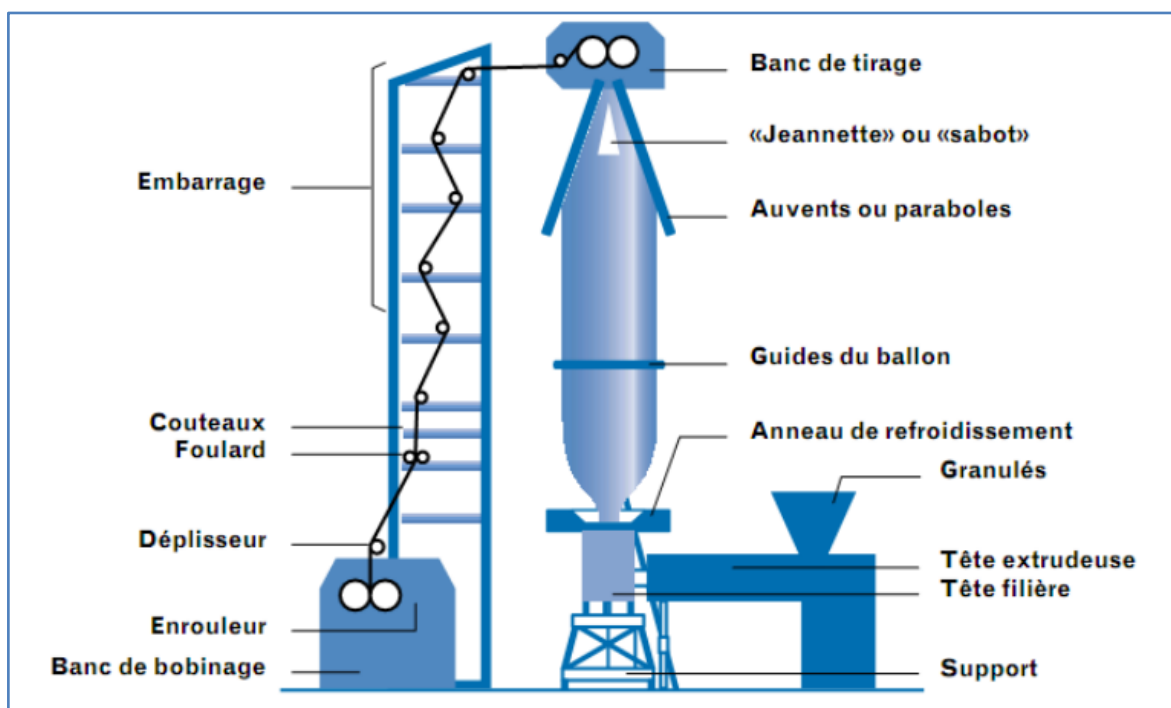 Banc de tirage
«Jeannette» ou «sabot»
Embarrage
Auvents ou paraboles
Guides du ballon
Couteaux
Foulard
Anneau de refroidissement
Granulés
Déplisseur
Tête extrudeuse
Tête filière
Enrouleur
Banc de bobinage
Support